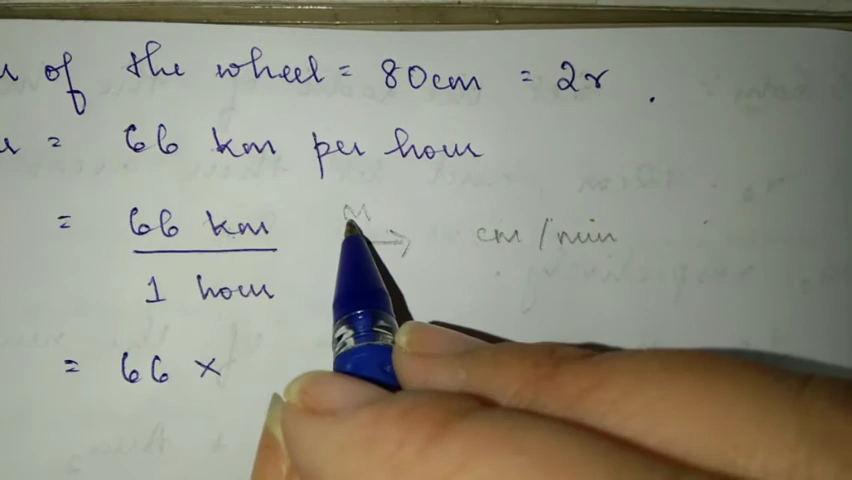 of the wheel = 80cm = 2r.
= 66 km per hour
= 66 km → cm/min
1 hour
= 66 ×